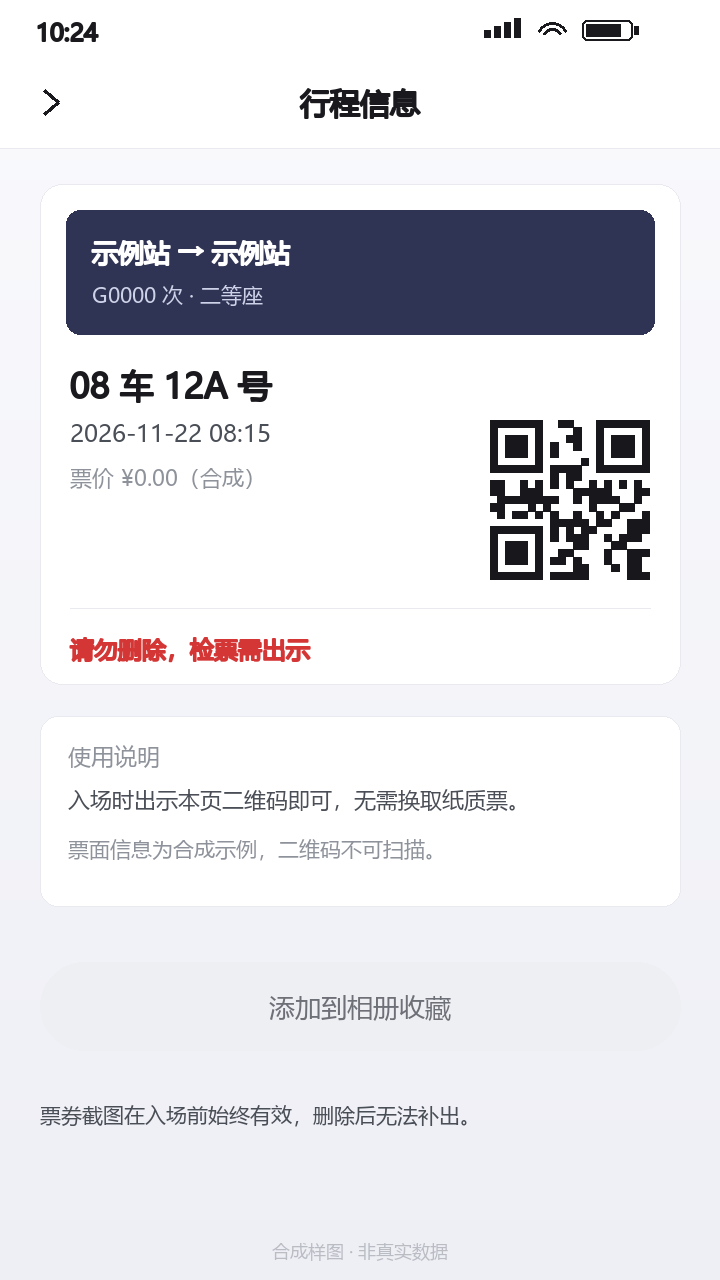 10:24
行程信息
示例站 → 示例站
G0000 次 · 二等座
08 车 12A 号
2026-11-22 08:15
票价 ¥0.00（合成）
请勿删除，检票需出示
使用说明
入场时出示本页二维码即可，无需换取纸质票。
票面信息为合成示例，二维码不可扫描。
添加到相册收藏
票券截图在入场前始终有效，删除后无法补出。
合成样图 · 非真实数据